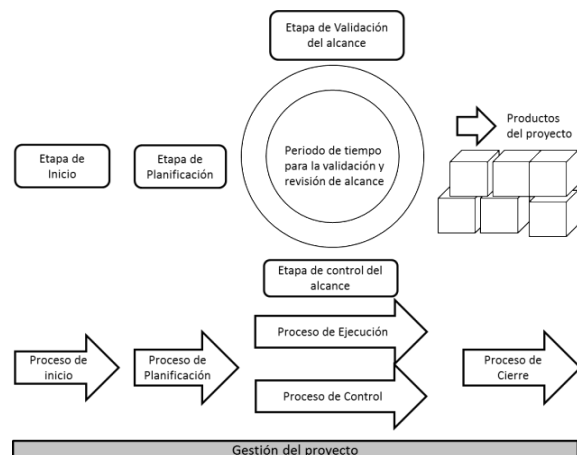 Etapa de Validación
del alcance
Productos
del proyecto
Etapa de
Inicio
Etapa de
Planificación
Periodo de tiempo
para la validación y
revisión de alcance
Etapa de control del
alcance
Proceso de Ejecución
Proceso de
inicio
Proceso de
Planificación
Proceso de
Cierre
Proceso de Control
Gestión del proyecto